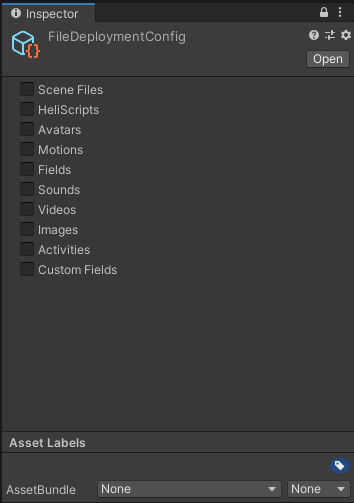 Inspector
FileDeploymentConfig
Open
Scene Files
HeliScripts
Avatars
Motions
Fields
Sounds
Videos
Images
Activities
Custom Fields
Asset Labels
AssetBundle None None